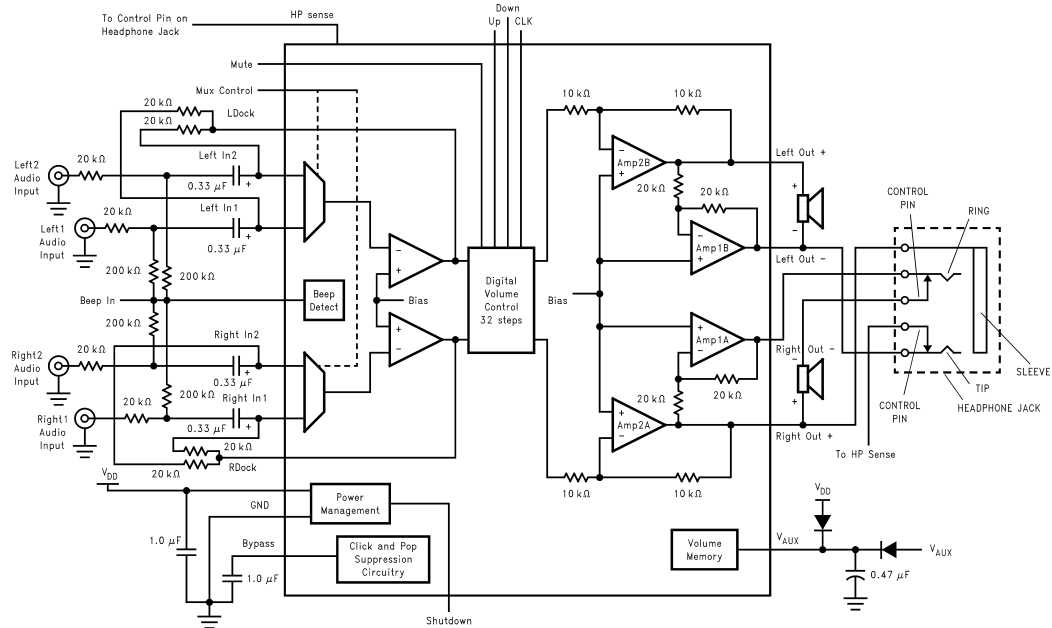 To Control Pin on
Headphone Jack
HP sense
Down
Up
CLK
Mute
Mux Control
20 kΩ
LDock
20 kΩ
Left In2
Left2
Audio
Input
20 kΩ
0.33 μF
+
Left In1
20 kΩ
Left1
Audio
Input
0.33 μF
+
200 kΩ
200 kΩ
Beep In
Beep
Detect
200 kΩ
Right In2
Right2
Audio
Input
20 kΩ
0.33 μF
+
200 kΩ
Right In1
20 kΩ
Right1
Audio
Input
0.33 μF
+
20 kΩ
RDock
20 kΩ
−
+
Bias
+
−
Digital
Volume
Control
32 steps
10 kΩ
10 kΩ
−
Amp2B
+
20 kΩ
20 kΩ
−
Amp1B
+
Left Out +
+
−
Left Out −
Bias
+
Amp1A
−
Right Out −
−
+
20 kΩ
20 kΩ
+
Amp2A
−
Right Out +
10 kΩ
10 kΩ
CONTROL
PIN
RING
SLEEVE
TIP
CONTROL
PIN
HEADPHONE JACK
To HP Sense
VDD
GND
Power
Management
1.0 μF
Bypass
1.0 μF
Click and Pop
Suppression
Circuitry
Shutdown
Volume
Memory
VAUX
VDD
VAUX
0.47 μF